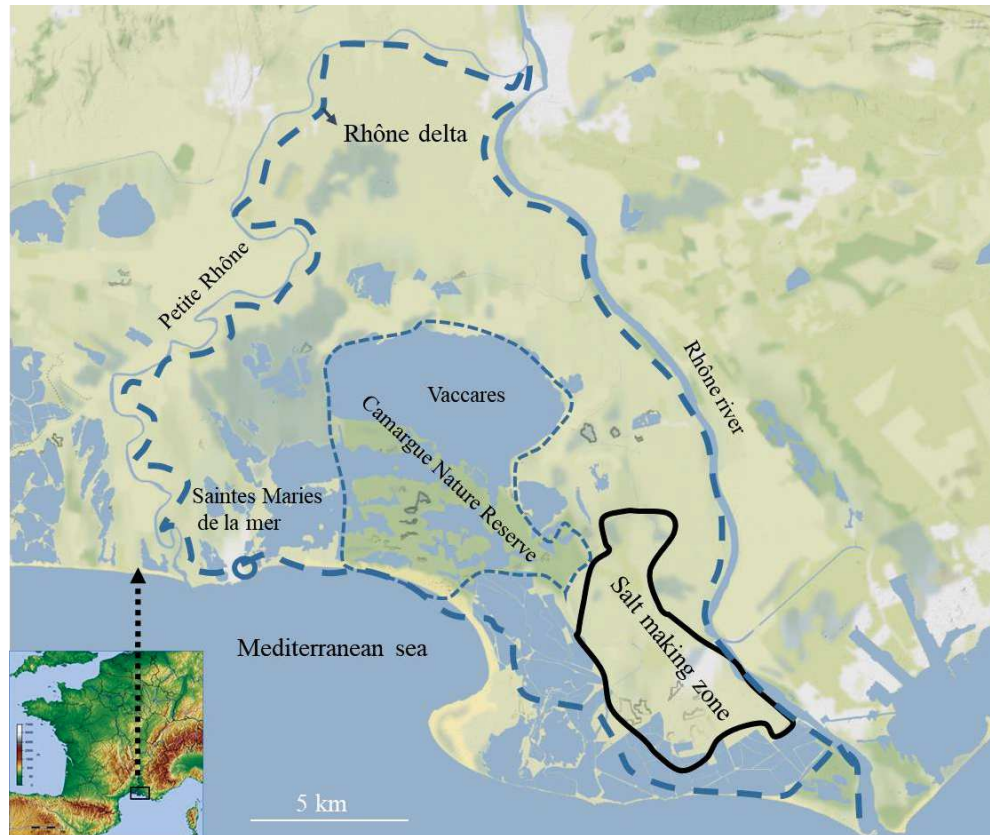 Rhône delta
Petite Rhône
Rhône river
Vaccares
Camargue Nature Reserve
Saintes Maries
de la mer
Salt making zone
Mediterranean sea
5 km